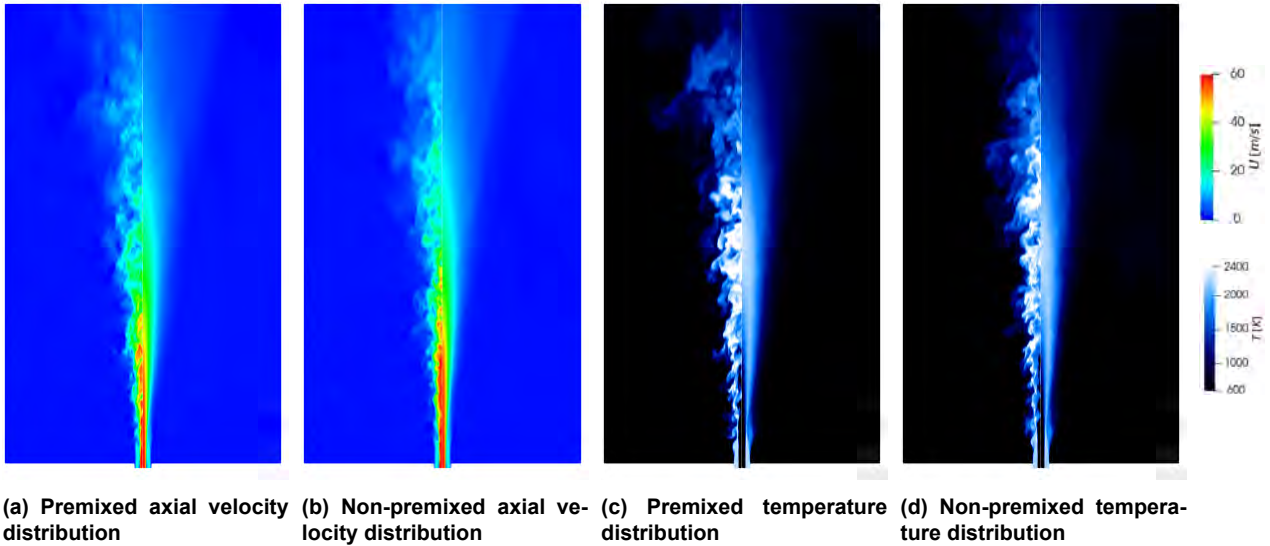 60
40
20
0
U [m/s]
2400
2000
1500
1000
600
T [K]
(a) Premixed axial velocity
distribution
(b) Non-premixed axial ve-
locity distribution
(c) Premixed temperature
distribution
(d) Non-premixed tempera-
ture distribution